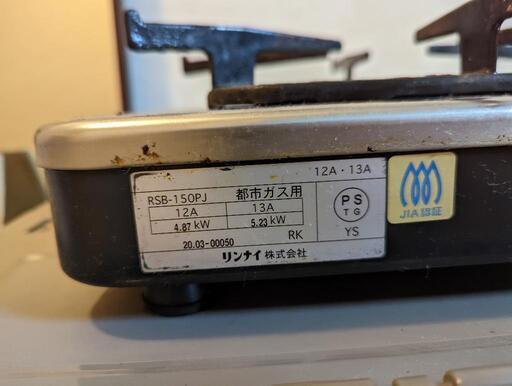 12A・13A
RSB-150PJ 都市ガス用
12A 13A
4.87 kW 5.23 kW
20.03-00050 RK
リンナイ株式会社
PS
TG
YS
JIA認証